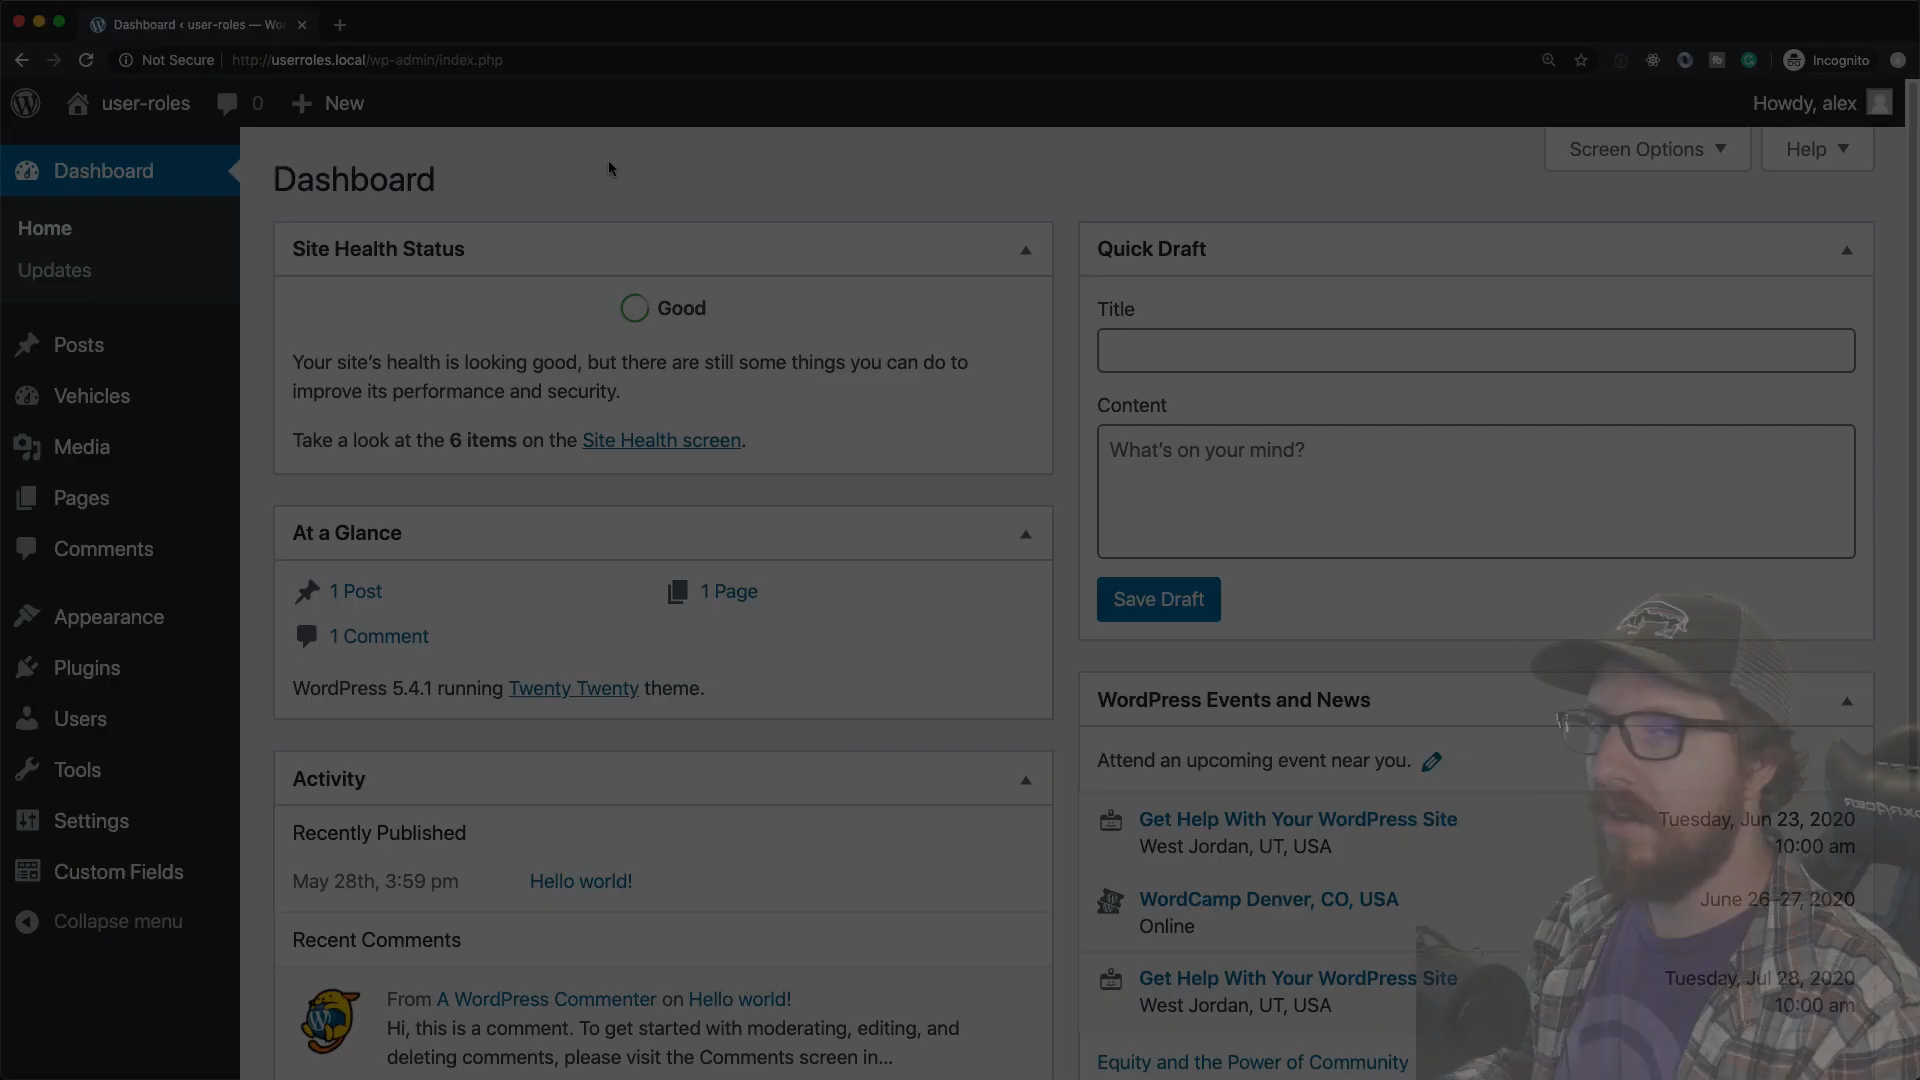 Dashboard ‹ user-roles — Wo
Not Secure
http://userroles.local/wp-admin/index.php
Incognito
user-roles
0
New
Howdy, alex
Dashboard
Home
Updates
Posts
Vehicles
Media
Pages
Comments
Appearance
Plugins
Users
Tools
Settings
Custom Fields
Collapse menu
Screen Options
Help
Dashboard
Site Health Status
Good
Your site's health is looking good, but there are still some things you can do to
improve its performance and security.
Take a look at the 6 items on the Site Health screen.
At a Glance
1 Post
1 Page
1 Comment
WordPress 5.4.1 running Twenty Twenty theme.
Activity
Recently Published
May 28th, 3:59 pm
Hello world!
Recent Comments
From A WordPress Commenter on Hello world!
Hi, this is a comment. To get started with moderating, editing, and
deleting comments, please visit the Comments screen in...
Quick Draft
Title
Content
What's on your mind?
Save Draft
WordPress Events and News
Attend an upcoming event near you.
Get Help With Your WordPress Site
Tuesday, Jun 23, 2020
West Jordan, UT, USA
10:00 am
WordCamp Denver, CO, USA
June 26–27, 2020
Online
Get Help With Your WordPress Site
Tuesday, Jul 28, 2020
West Jordan, UT, USA
10:00 am
Equity and the Power of Community